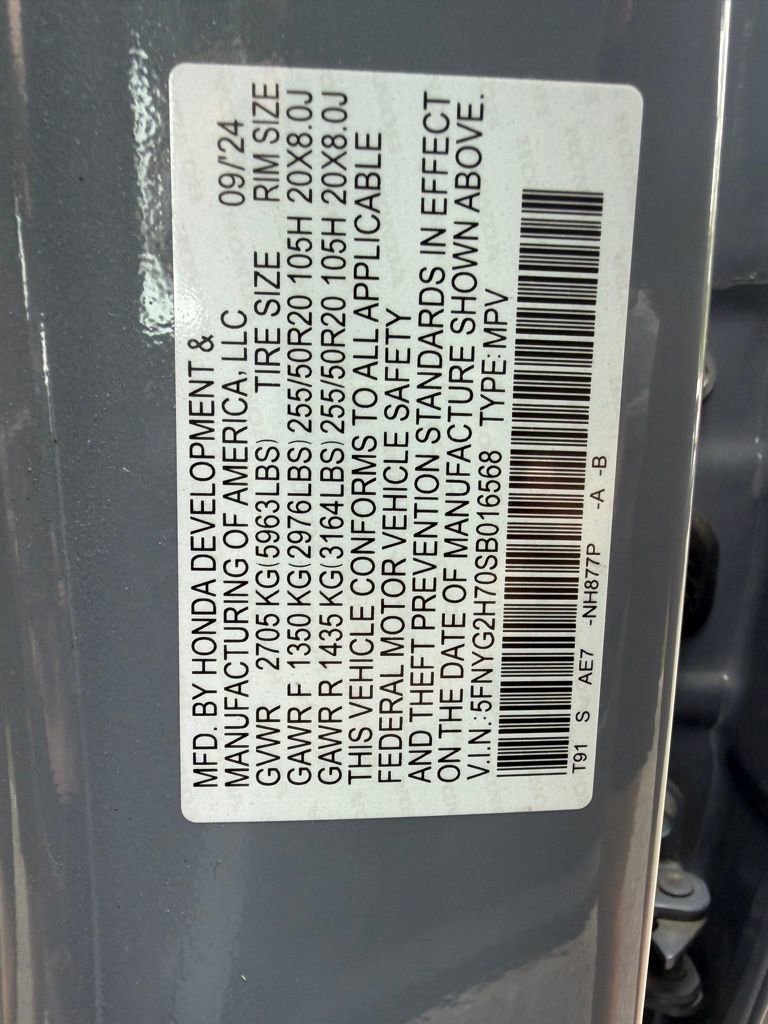 MFD. BY HONDA DEVELOPMENT &
MANUFACTURING OF AMERICA, LLC 09/'24
GVWR 2705 KG(5963LBS) TIRE SIZE RIM SIZE
GAWR F 1350 KG(2976LBS) 255/50R20 105H 20X8.0J
GAWR R 1435 KG(3164LBS) 255/50R20 105H 20X8.0J
THIS VEHICLE CONFORMS TO ALL APPLICABLE
FEDERAL MOTOR VEHICLE SAFETY
AND THEFT PREVENTION STANDARDS IN EFFECT
ON THE DATE OF MANUFACTURE SHOWN ABOVE.
V.I.N.:5FNYG2H70SB016568 TYPE:MPV
T91 S AE7 -NH877P -A -B